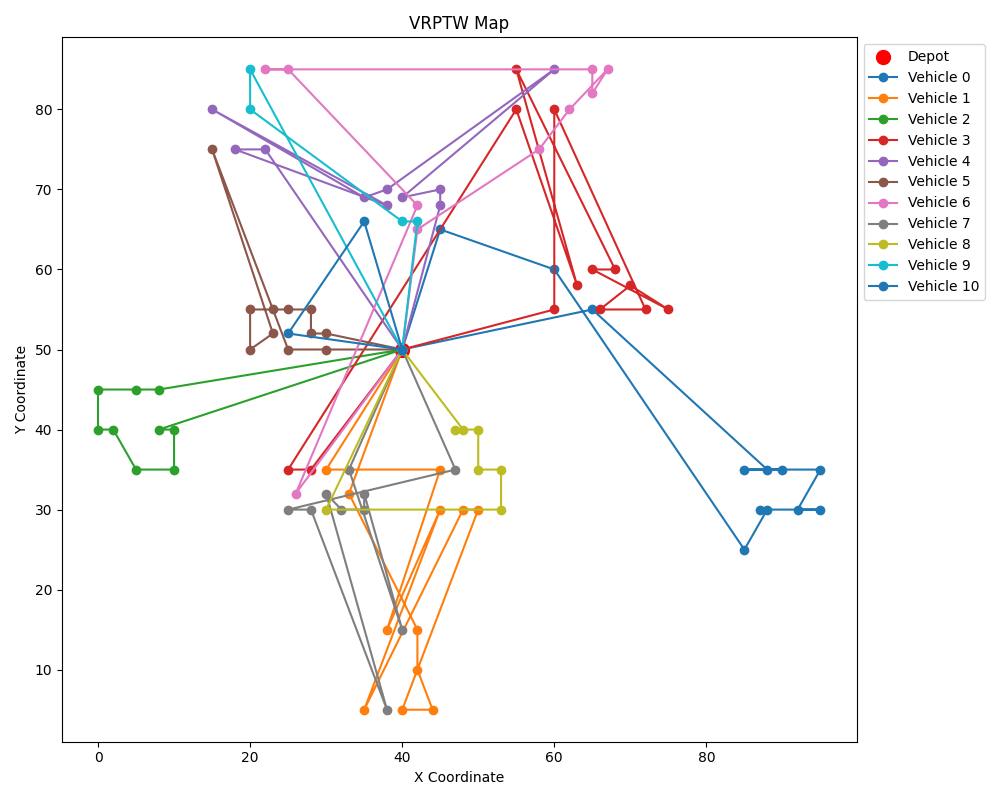 VRPTW Map
Y Coordinate
80
70
60
50
40
30
20
10
0
20
40
60
80
X Coordinate
Depot
Vehicle 0
Vehicle 1
Vehicle 2
Vehicle 3
Vehicle 4
Vehicle 5
Vehicle 6
Vehicle 7
Vehicle 8
Vehicle 9
Vehicle 10